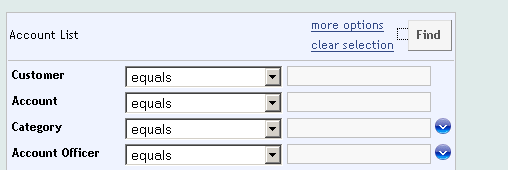 more options
Account List
clear selection
Find
Customer equals
Account equals
Category equals
Account Officer equals